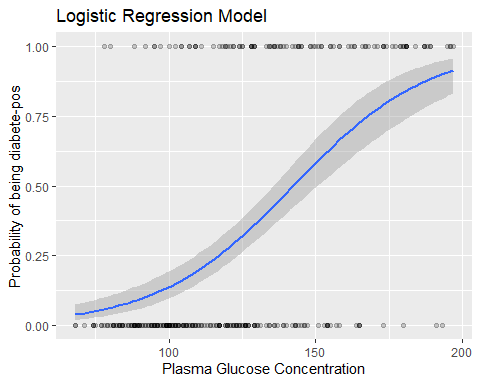 Logistic Regression Model
Probability of being diabete-pos
1.00
0.75
0.50
0.25
0.00
100
150
200
Plasma Glucose Concentration